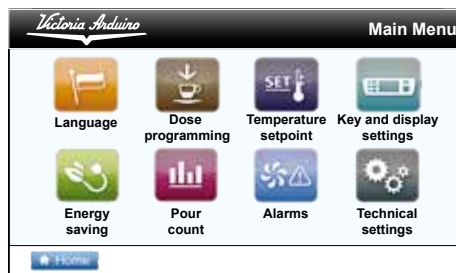 Victoria Arduino
Main Menu
SET
Language
Dose
programming
Temperature
setpoint
Key and display
settings
Energy
saving
Pour
count
Alarms
Technical
settings
Home